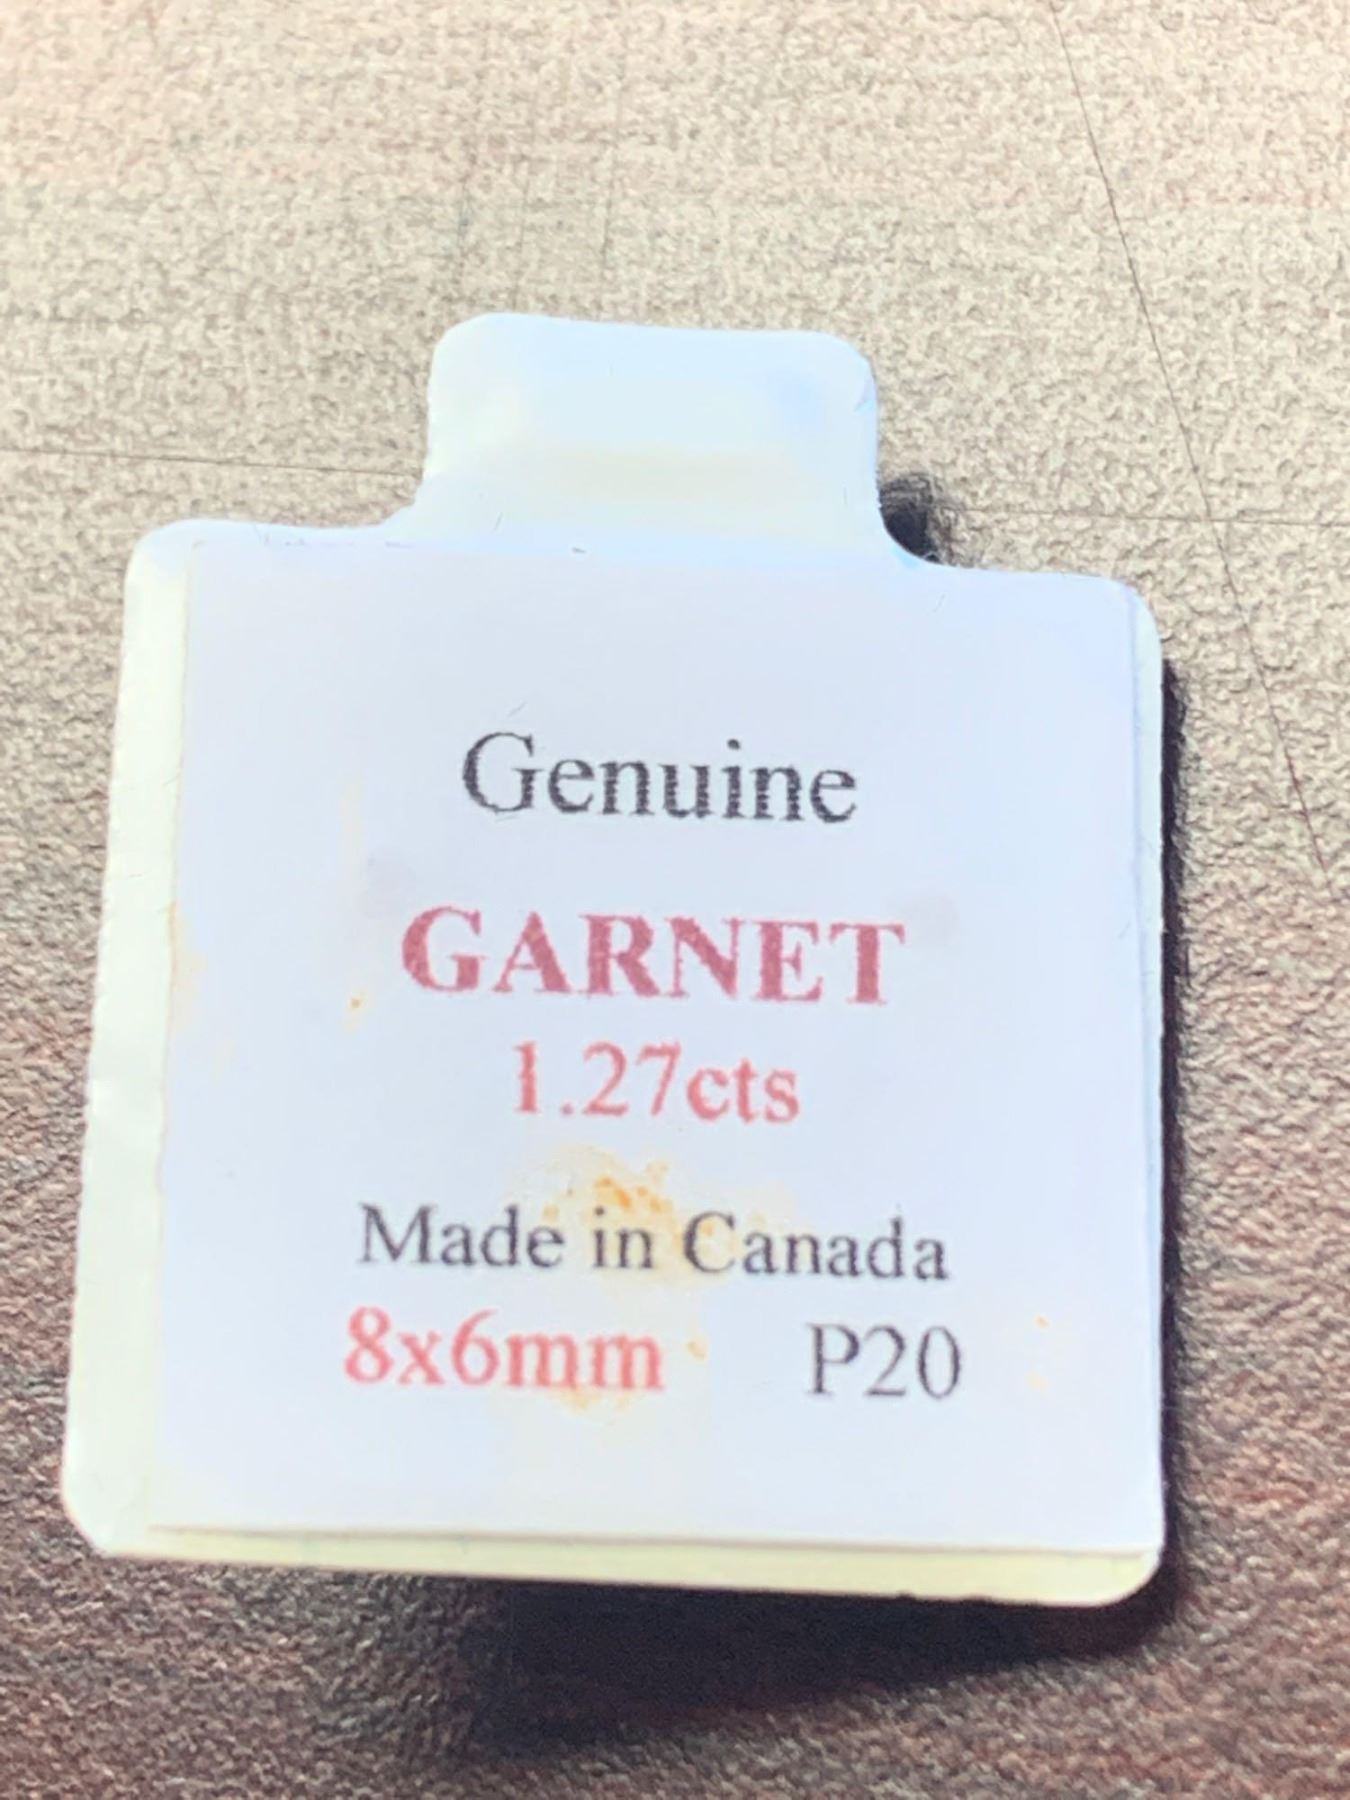 Genuine
GARNET
1.27cts
Made in Canada
8x6mm P20